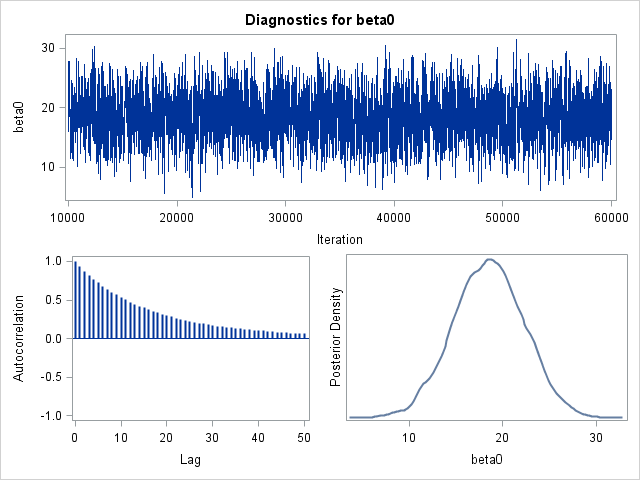 Diagnostics for beta0
beta0
30
20
10
10000 20000 30000 40000 50000 60000
Iteration
Autocorrelation
1.0
0.5
0.0
-0.5
-1.0
0 10 20 30 40 50
Lag
Posterior Density
10 20 30
beta0